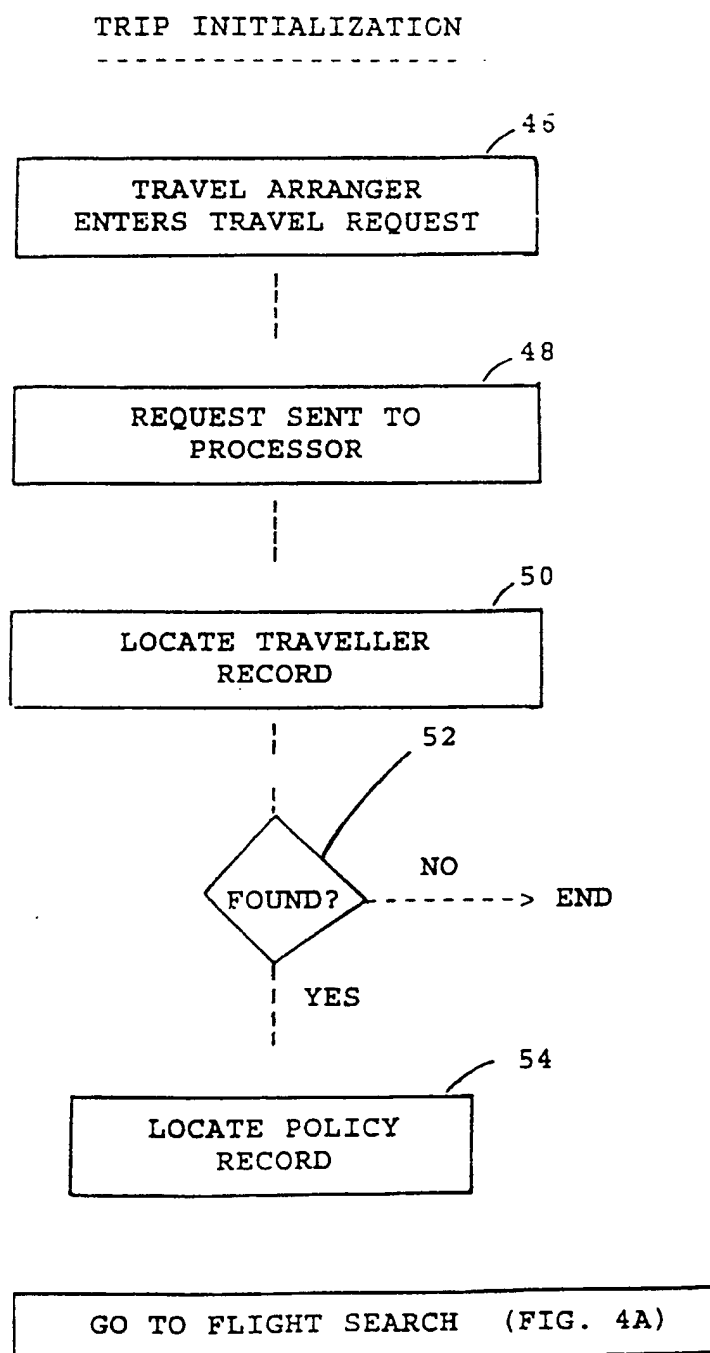 TRIP INITIALIZATION
46
TRAVEL ARRANGER
ENTERS TRAVEL REQUEST
48
REQUEST SENT TO
PROCESSOR
50
LOCATE TRAVELLER
RECORD
52
FOUND?
NO
END
YES
54
LOCATE POLICY
RECORD
GO TO FLIGHT SEARCH (FIG. 4A)